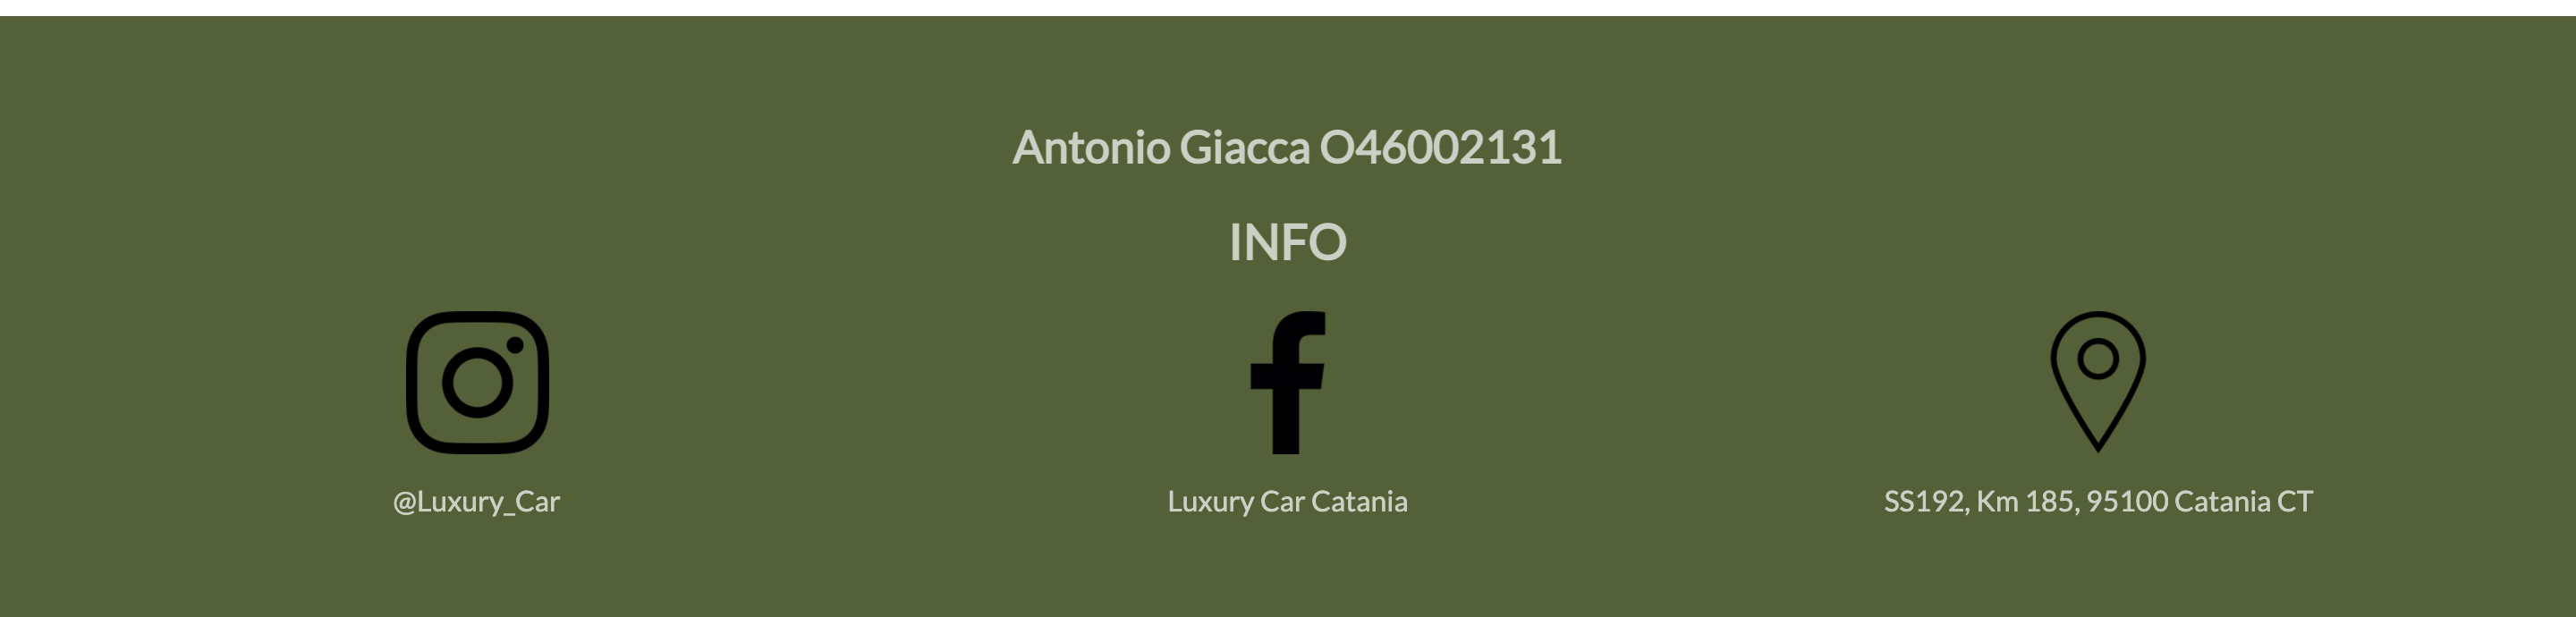 Antonio Giacca O46002131
INFO
@Luxury_Car
Luxury Car Catania
SS192, Km 185, 95100 Catania CT